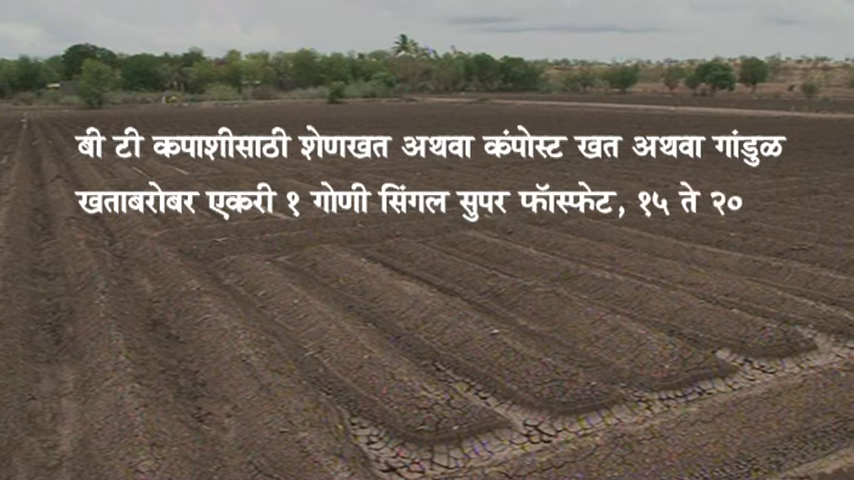 बी टी कपाशीसाठी शेणखत अथवा कंपोस्ट खत अथवा गांडुळ
खताबरोबर एकरी १ गोणी सिंगल सुपर फॉस्फेट, १५ ते २०